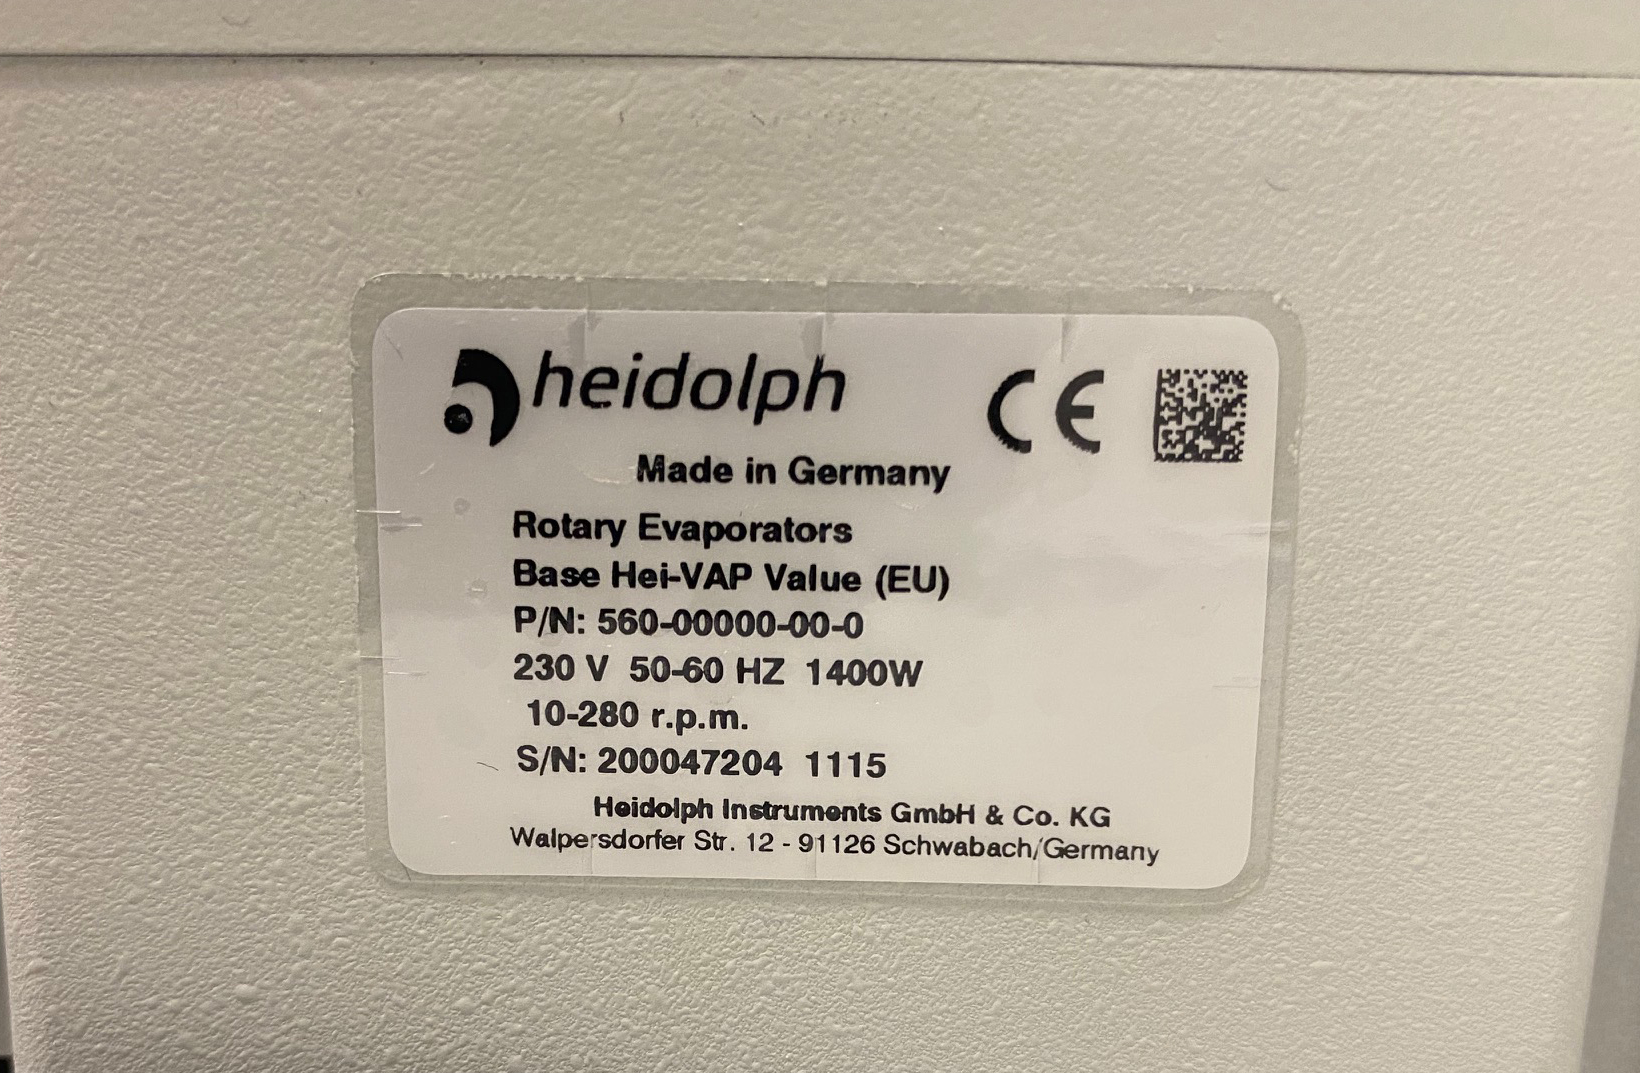 heidolph CE
Made in Germany
Rotary Evaporators
Base Hei-VAP Value (EU)
P/N: 560-00000-00-0
230 V 50-60 HZ 1400W
10-280 r.p.m.
S/N: 200047204 1115
Heidolph Instruments GmbH & Co. KG
Walpersdorfer Str. 12 - 91126 Schwabach/Germany